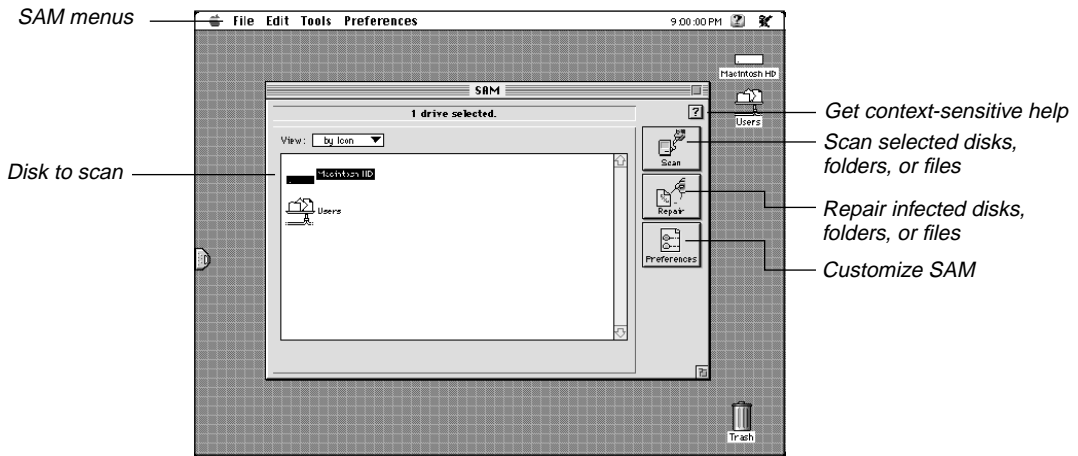 SAM menus
File Edit Tools Preferences
9:00:00 PM
Macintosh HD
Users
SAM
1 drive selected.
View: by Icon
Macintosh HD
Users
Scan
Repair
Preferences
Disk to scan
Get context-sensitive help
Scan selected disks,
folders, or files
Repair infected disks,
folders, or files
Customize SAM
Trash